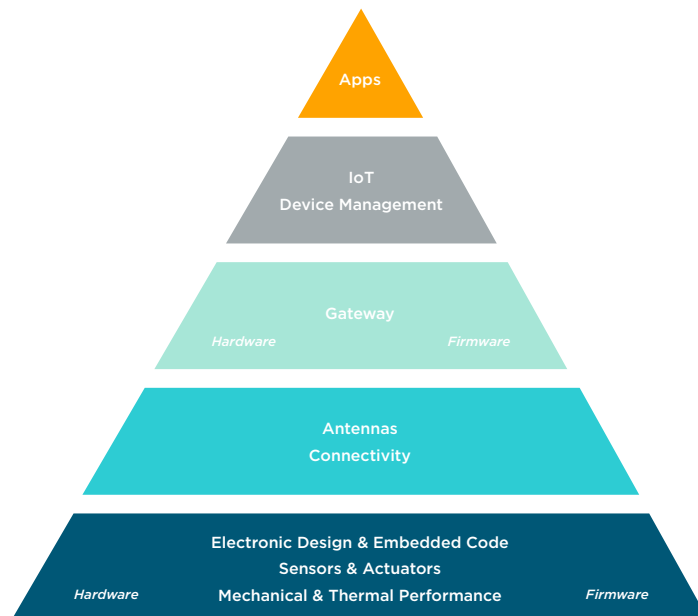 Apps
IoT
Device Management
Gateway
Hardware Firmware
Antennas
Connectivity
Electronic Design & Embedded Code
Sensors & Actuators
Hardware Mechanical & Thermal Performance Firmware